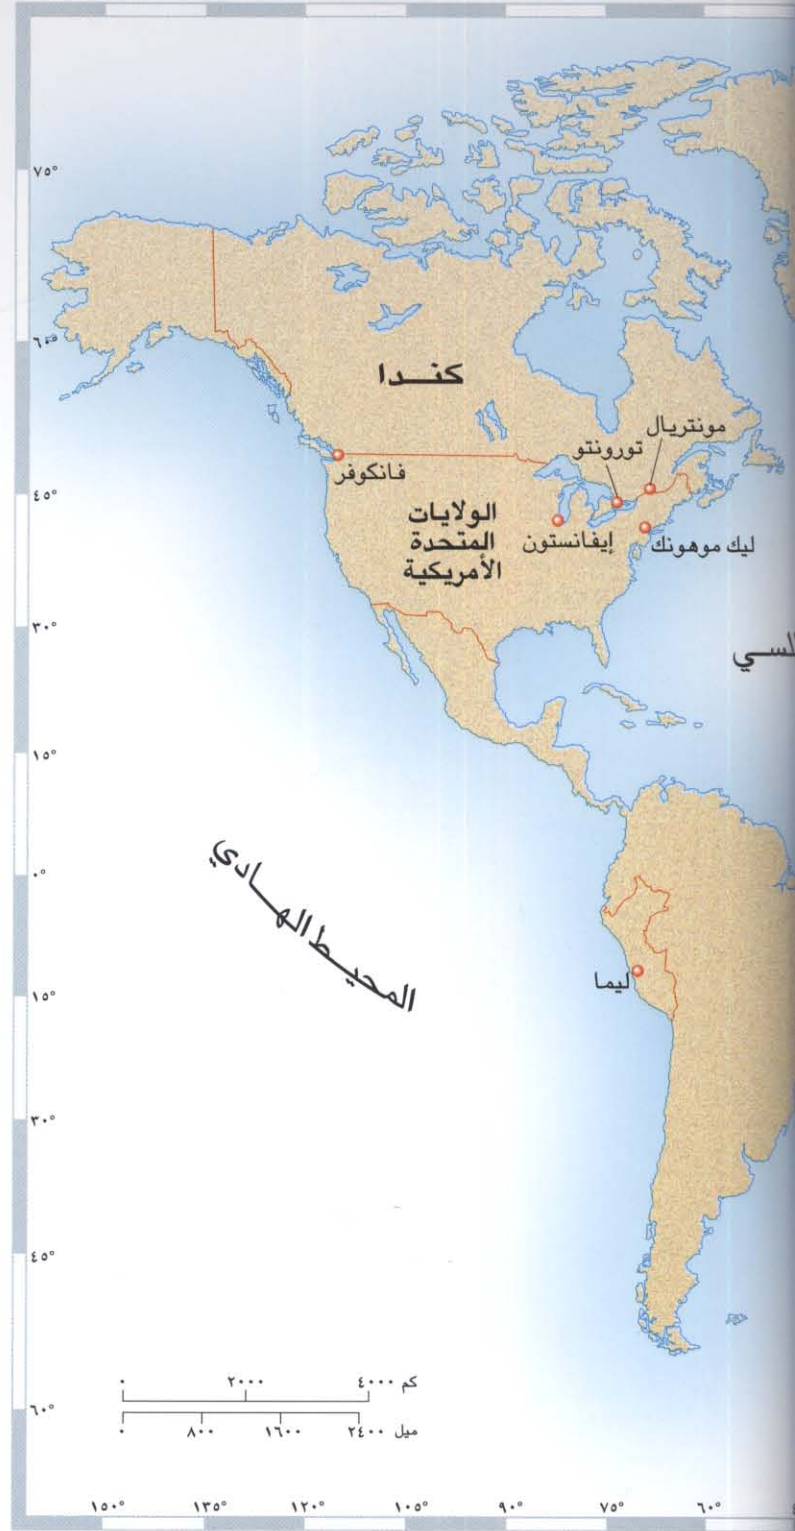 ٧٥°
٦٠°
كندا
مونتريال
تورونتو
فانكوفر
٤٥°
الولايات
المتحدة
الأمريكية
إيفانستون
ليك موهونك
٣٠°
لسي
١٥°
٠°
المحيط الهادي
ليما
١٥°
٣٠°
٤٥°
٠ ٢٠٠٠ ٤٠٠٠ كم
٠ ٨٠٠ ١٦٠٠ ٢٤٠٠ ميل
٦٠°
١٥٠° ١٣٥° ١٢٠° ١٠٥° ٩٠° ٧٥° ٦٠°